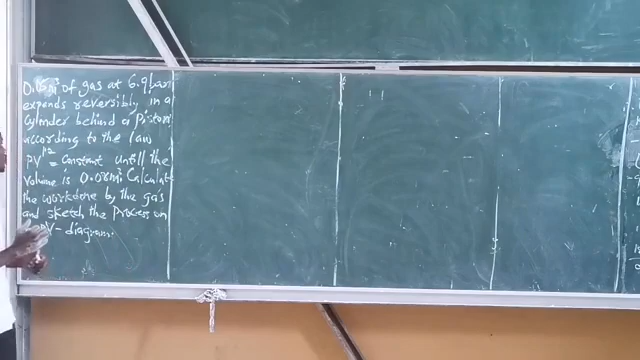 0.05m³ of gas at 6.9bar
expands reversibly in a
Cylinder behind a Piston
according to the law
PV¹·² = Constant untill the
Volume is 0.08m³ Calculate
the workdone by the gas
and sketch the Process on
PV-diagram.